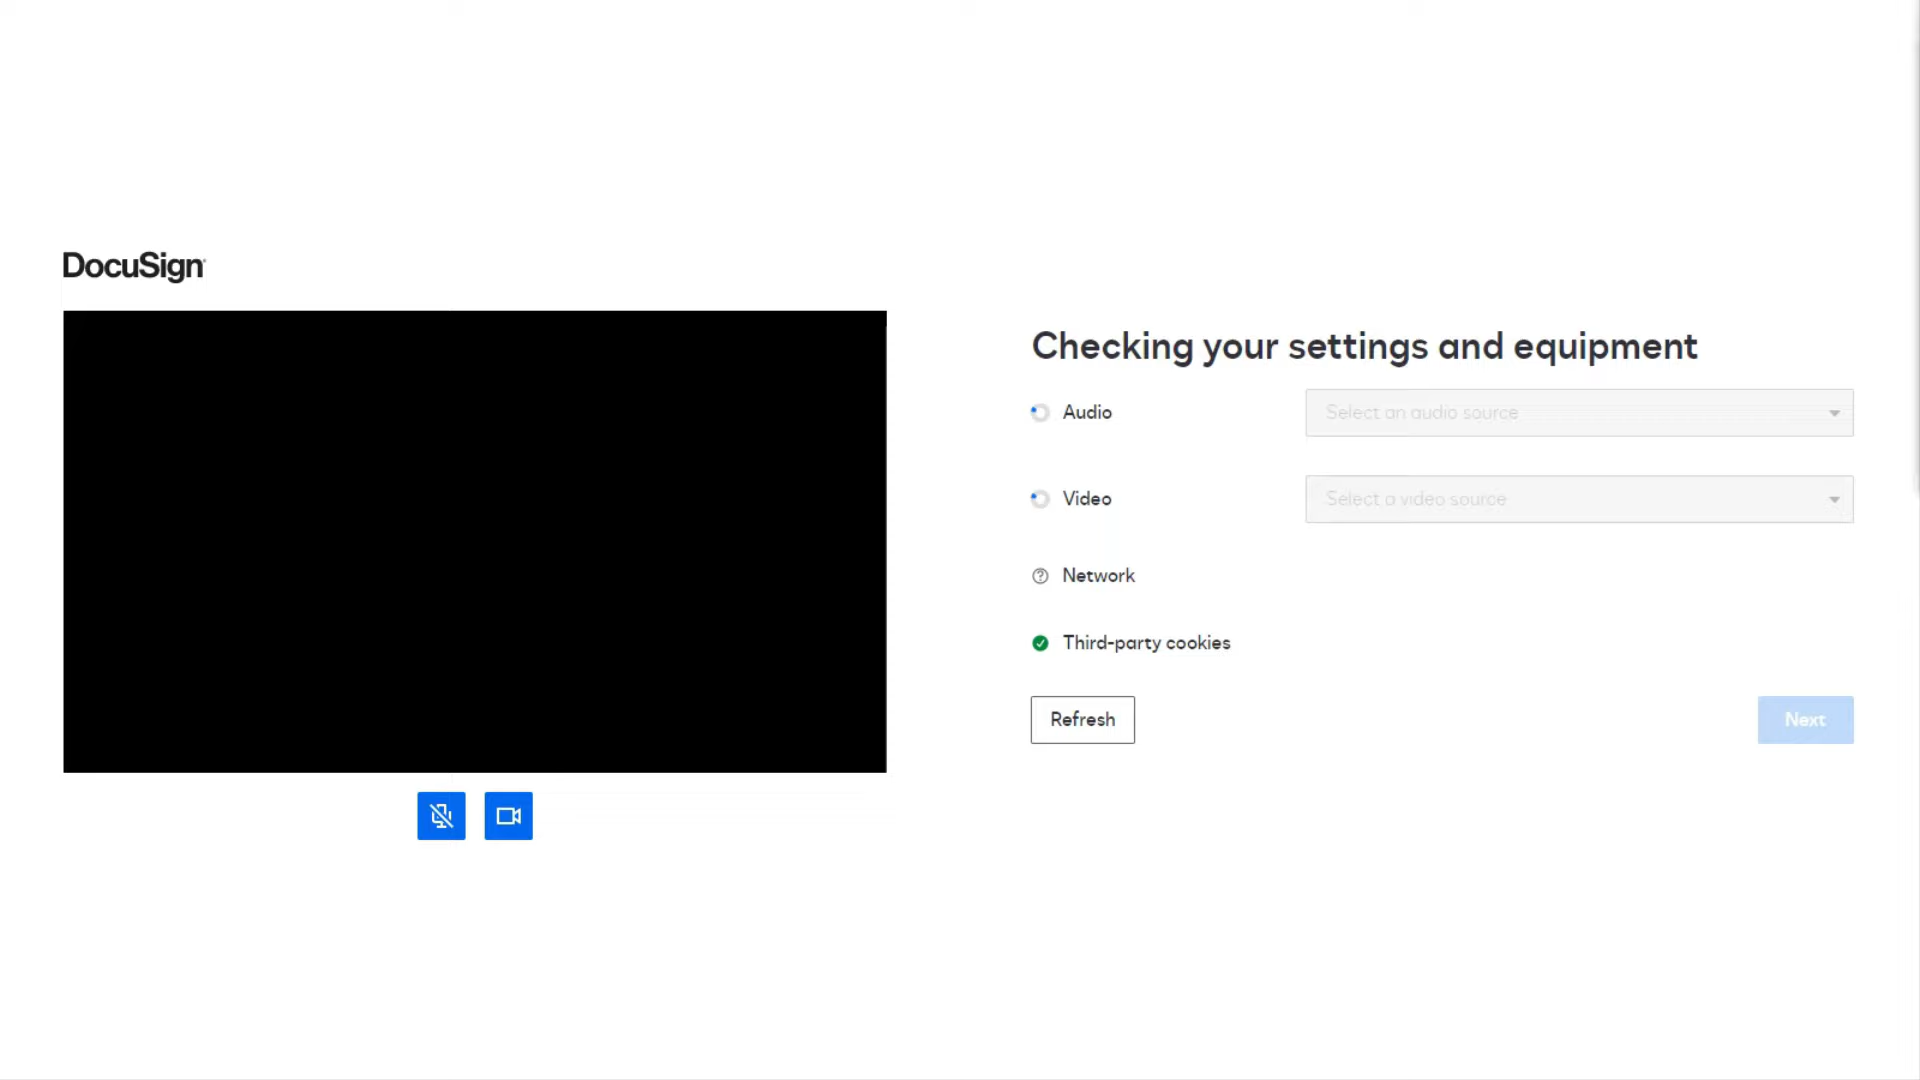 DocuSign
Checking your settings and equipment
Audio
Select an audio source
Video
Select a video source
Network
Third-party cookies
Refresh
Next